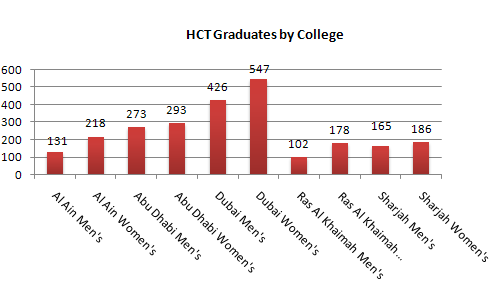 HCT Graduates by College
600
500
400
300
200
100
0
131
218
273
293
426
547
102
178
165
186
Al Ain Men's
Al Ain Women's
Abu Dhabi Men's
Abu Dhabi Women's
Dubai Men's
Dubai Women's
Ras Al Khaimah Men's
Ras Al Khaimah...
Sharjah Men's
Sharjah Women's